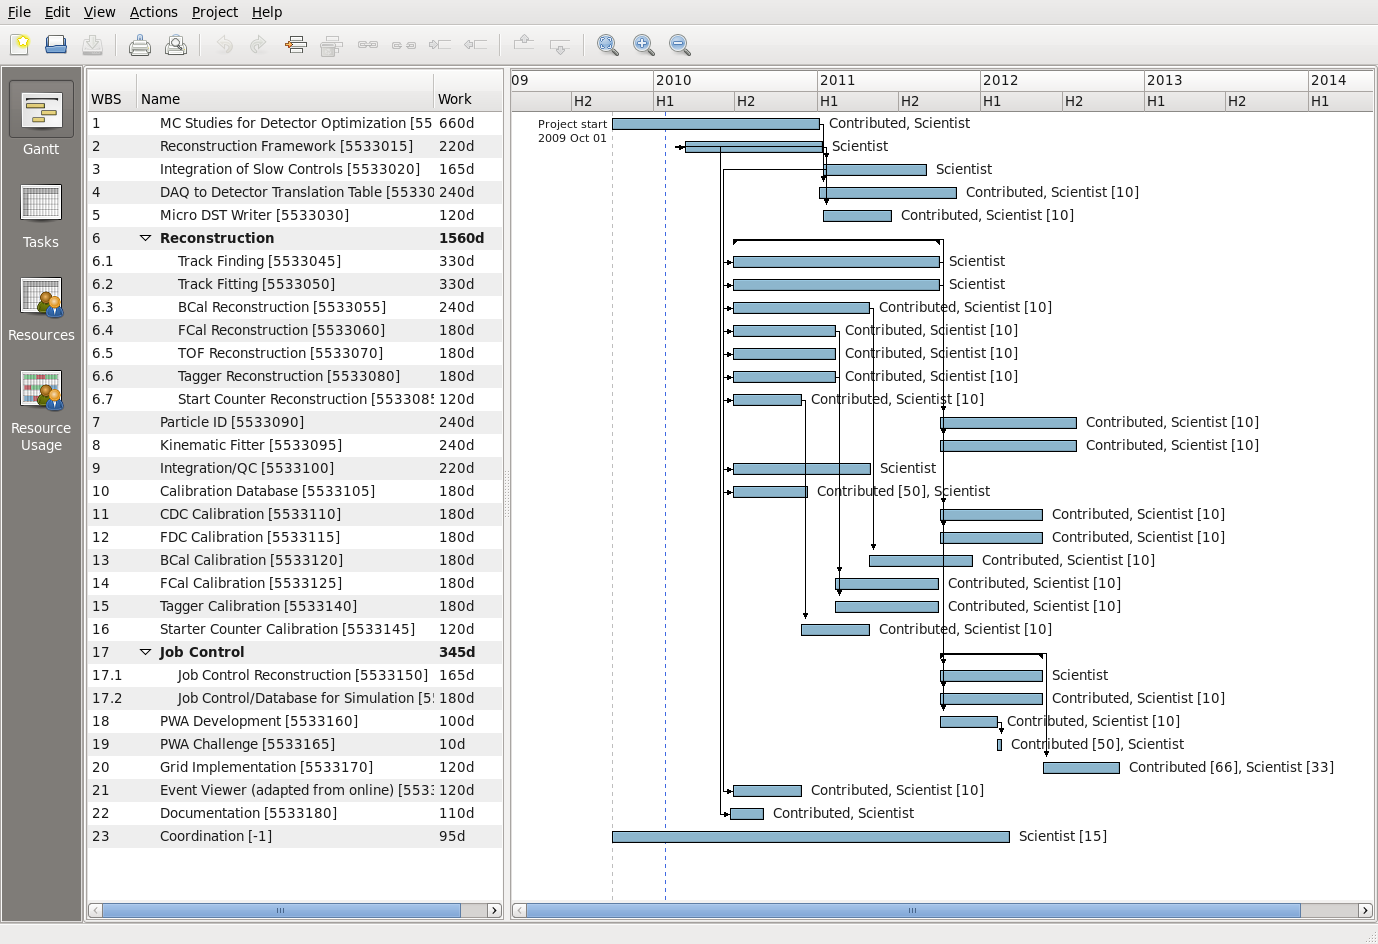 File Edit View Actions Project Help
09 2010 2011 2012 2013 2014
WBS Name Work H2 H1 H2 H1 H2 H1 H2 H1 H2 H1
Gantt
Tasks
Resources
Resource
Usage
1 MC Studies for Detector Optimization [55 660d
2 Reconstruction Framework [5533015] 220d
3 Integration of Slow Controls [5533020] 165d
4 DAQ to Detector Translation Table [55330 240d
5 Micro DST Writer [5533030] 120d
6 Reconstruction 1560d
6.1 Track Finding [5533045] 330d
6.2 Track Fitting [5533050] 330d
6.3 BCal Reconstruction [5533055] 240d
6.4 FCal Reconstruction [5533060] 180d
6.5 TOF Reconstruction [5533070] 180d
6.6 Tagger Reconstruction [5533080] 180d
6.7 Start Counter Reconstruction [5533085 120d
7 Particle ID [5533090] 240d
8 Kinematic Fitter [5533095] 240d
9 Integration/QC [5533100] 220d
10 Calibration Database [5533105] 180d
11 CDC Calibration [5533110] 180d
12 FDC Calibration [5533115] 180d
13 BCal Calibration [5533120] 180d
14 FCal Calibration [5533125] 180d
15 Tagger Calibration [5533140] 180d
16 Starter Counter Calibration [5533145] 120d
17 Job Control 345d
17.1 Job Control Reconstruction [5533150] 165d
17.2 Job Control/Database for Simulation [5 180d
18 PWA Development [5533160] 100d
19 PWA Challenge [5533165] 10d
20 Grid Implementation [5533170] 120d
21 Event Viewer (adapted from online) [553 120d
22 Documentation [5533180] 110d
23 Coordination [-1] 95d
Project start
2009 Oct 01
Contributed, Scientist
Scientist
Scientist
Contributed, Scientist [10]
Contributed, Scientist [10]
Scientist
Scientist
Contributed, Scientist [10]
Contributed, Scientist [10]
Contributed, Scientist [10]
Contributed, Scientist [10]
Contributed, Scientist [10]
Contributed, Scientist [10]
Contributed, Scientist [10]
Scientist
Contributed [50], Scientist
Contributed, Scientist [10]
Contributed, Scientist [10]
Contributed, Scientist [10]
Contributed, Scientist [10]
Contributed, Scientist [10]
Contributed, Scientist [10]
Scientist
Contributed, Scientist [10]
Contributed, Scientist [10]
Contributed [50], Scientist
Contributed [66], Scientist [33]
Contributed, Scientist [10]
Contributed, Scientist
Scientist [15]